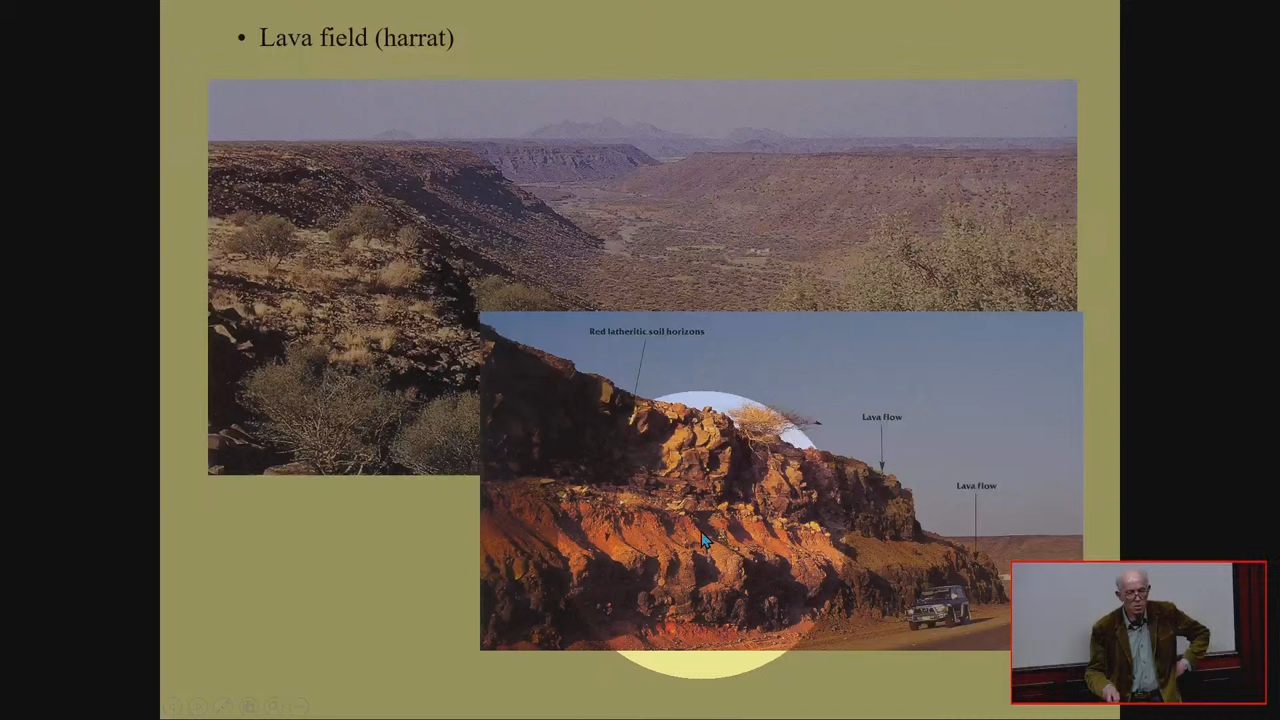 • Lava field (harrat)
Red latheritic soil horizons
Lava flow
Lava flow